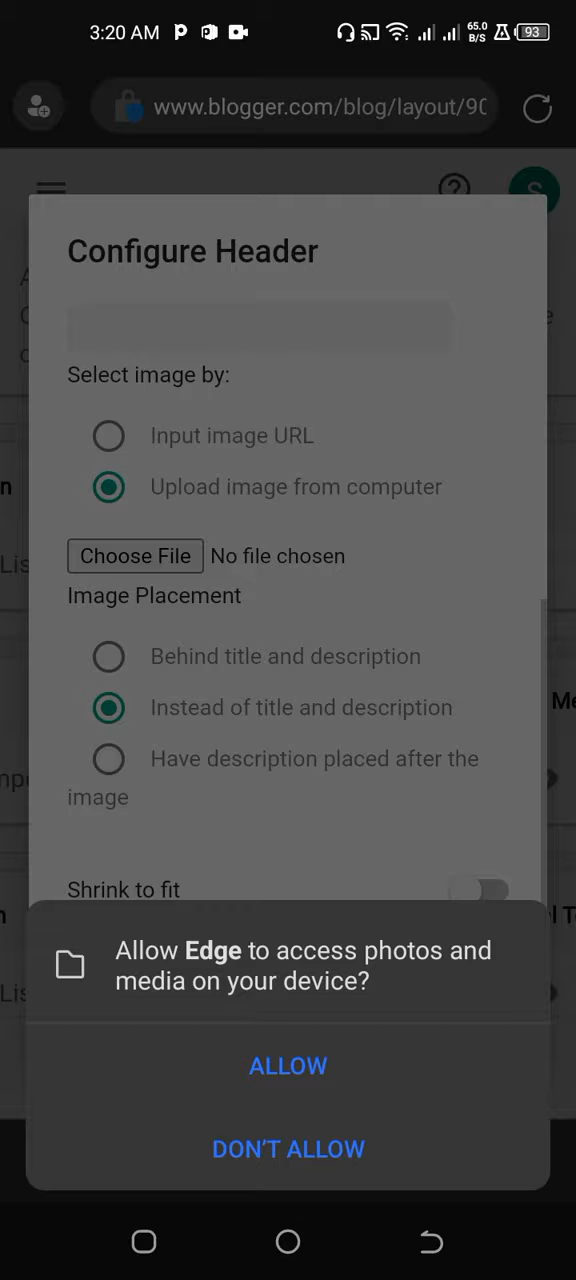 3:20 AM
65.0 B/S
93
www.blogger.com/blog/layout/90
S
Configure Header
Select image by:
Input image URL
Upload image from computer
Choose File No file chosen
Image Placement
Behind title and description
Instead of title and description
Have description placed after the
image
Shrink to fit
Allow Edge to access photos and
media on your device?
ALLOW
DON'T ALLOW